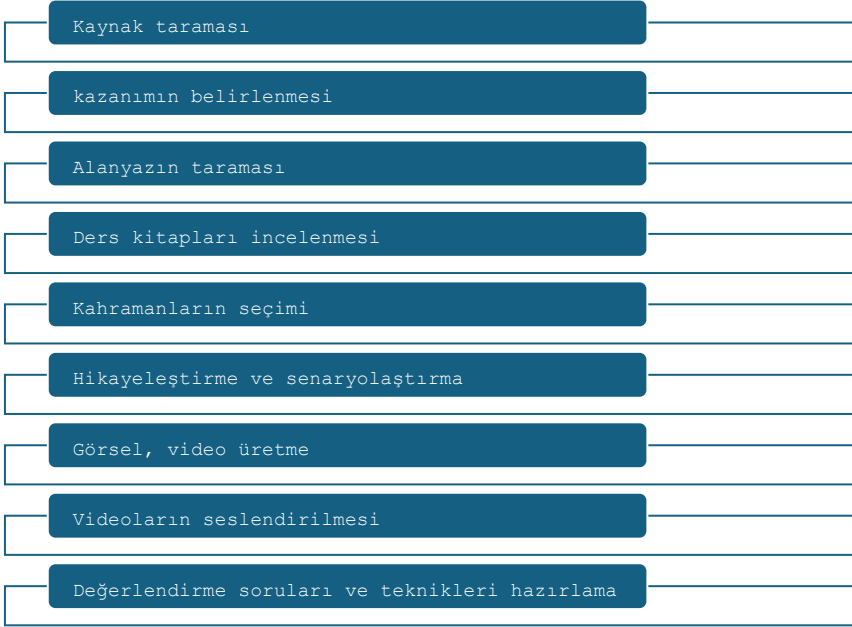 Kaynak taraması
kazanımın belirlenmesi
Alanyazın taraması
Ders kitapları incelenmesi
Kahramanların seçimi
Hikayeleştirme ve senaryolaştırma
Görsel, video üretme
Videoların seslendirilmesi
Değerlendirme soruları ve teknikleri hazırlama